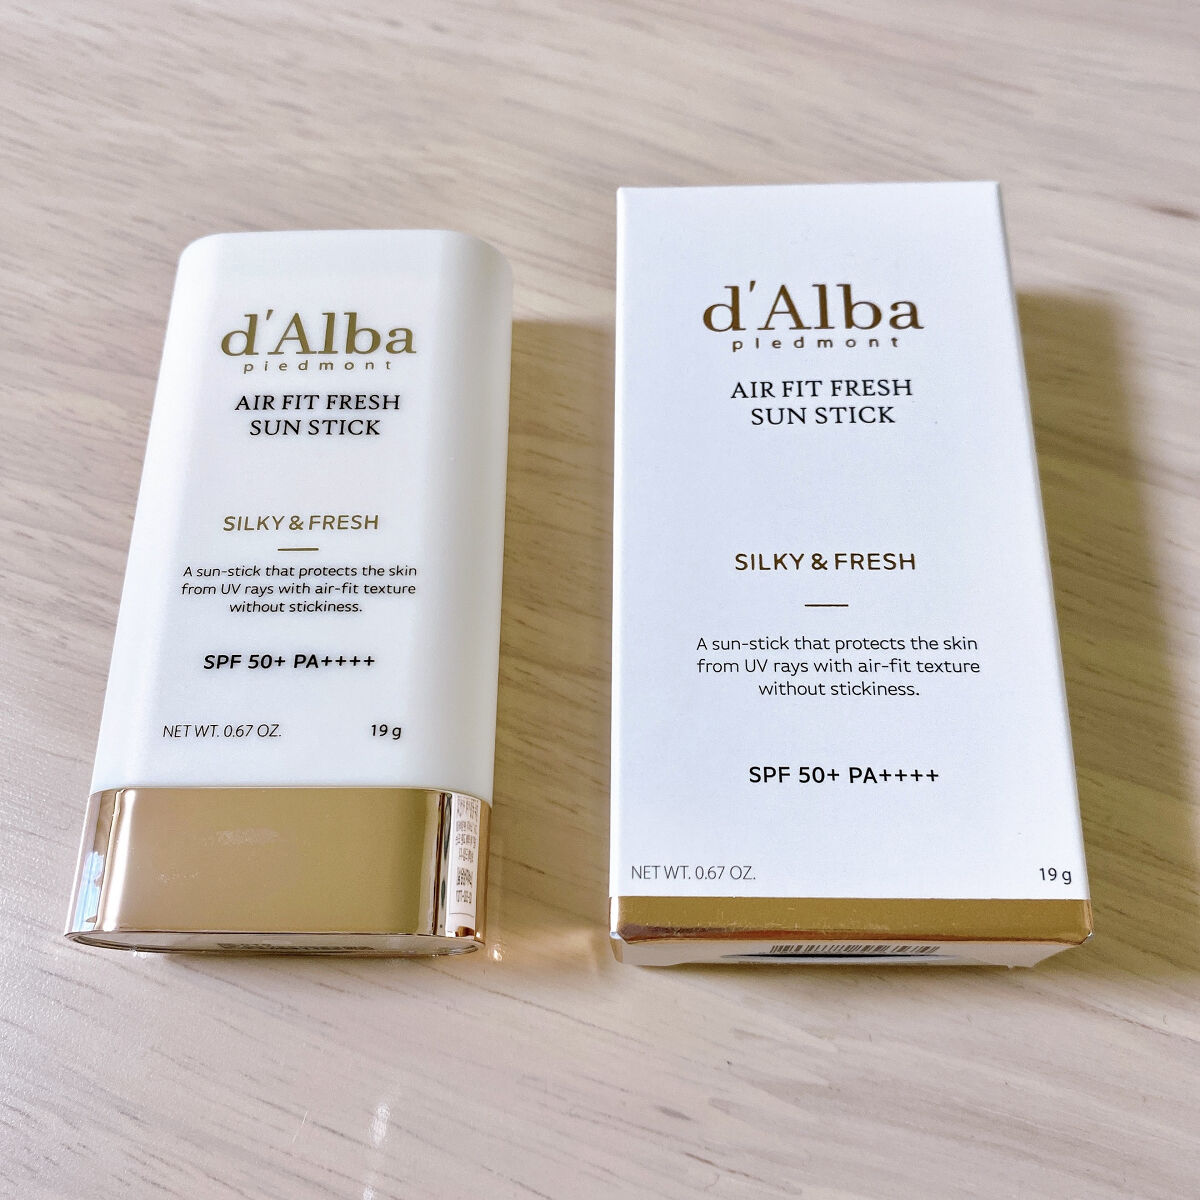 d'Alba
piedmont
AIR FIT FRESH
SUN STICK
SILKY & FRESH
A sun-stick that protects the skin
from UV rays with air-fit texture
without stickiness.
SPF 50+ PA++++
NET WT. 0.67 OZ. 19 g
d'Alba
piedmont
AIR FIT FRESH
SUN STICK
SILKY & FRESH
A sun-stick that protects the skin
from UV rays with air-fit texture
without stickiness.
SPF 50+ PA++++
NET WT. 0.67 OZ. 19 g